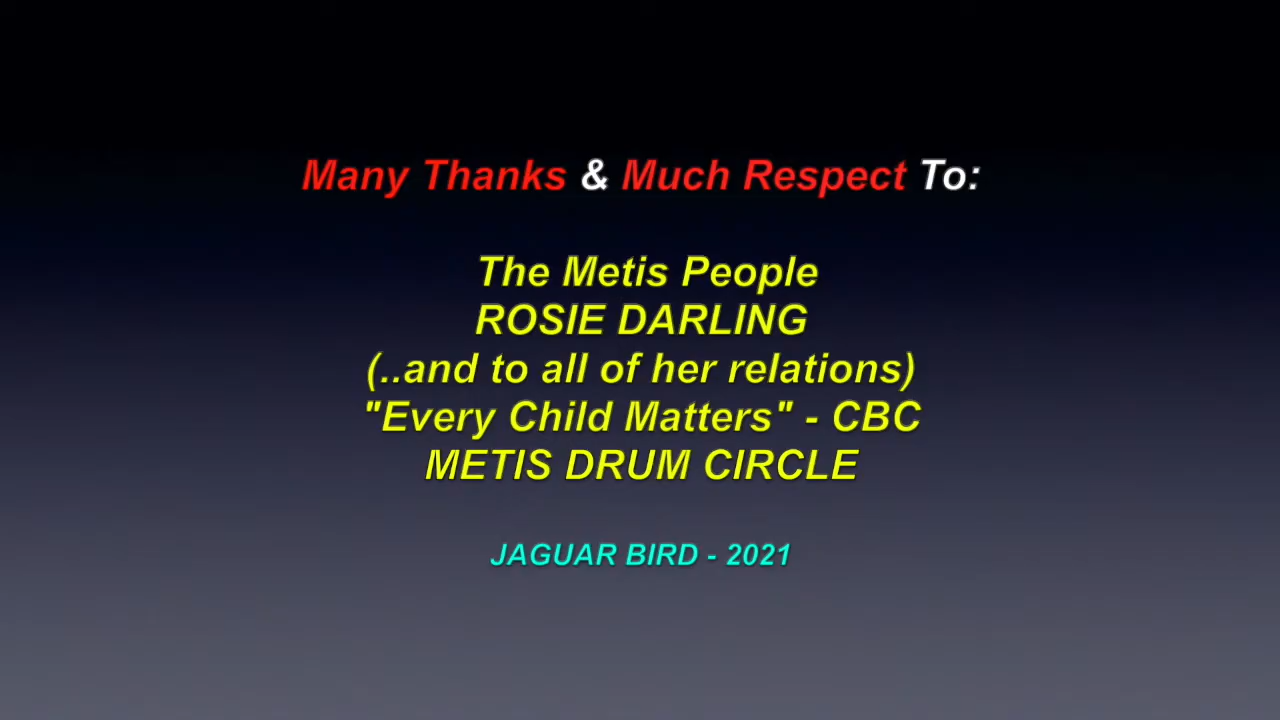 Many Thanks & Much Respect To:
The Metis People
ROSIE DARLING
(..and to all of her relations)
"Every Child Matters" - CBC
METIS DRUM CIRCLE
JAGUAR BIRD - 2021